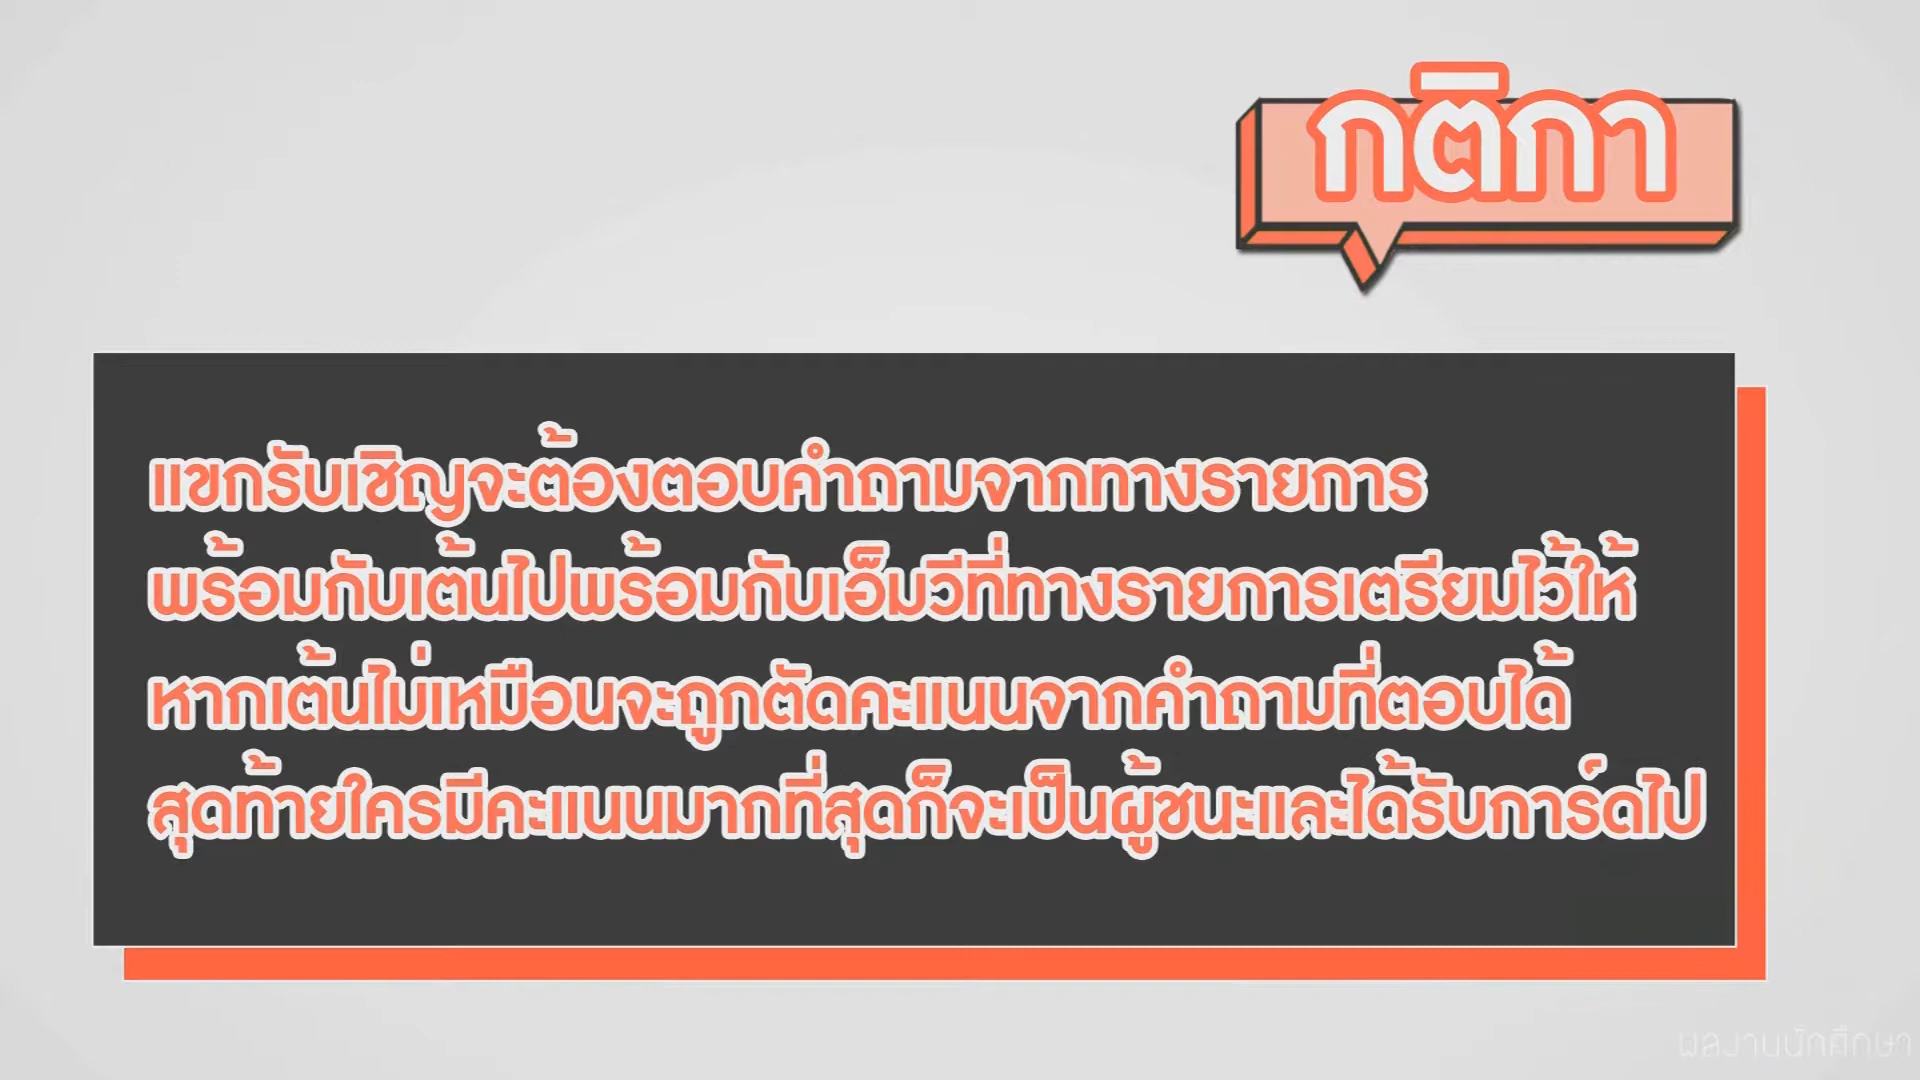 กติกา
แขกรับเชิญจะต้องตอบคำถามจากทางรายการ
พร้อมกับเต้นไปพร้อมกับเอ็มวีที่ทางรายการเตรียมไว้ให้
หากเต้นไม่เหมือนจะถูกตัดคะแนนจากคำถามที่ตอบได้
สุดท้ายใครมีคะแนนมากที่สุดก็จะเป็นผู้ชนะและได้รับการ์ดไป
ผลงานนักศึกษา